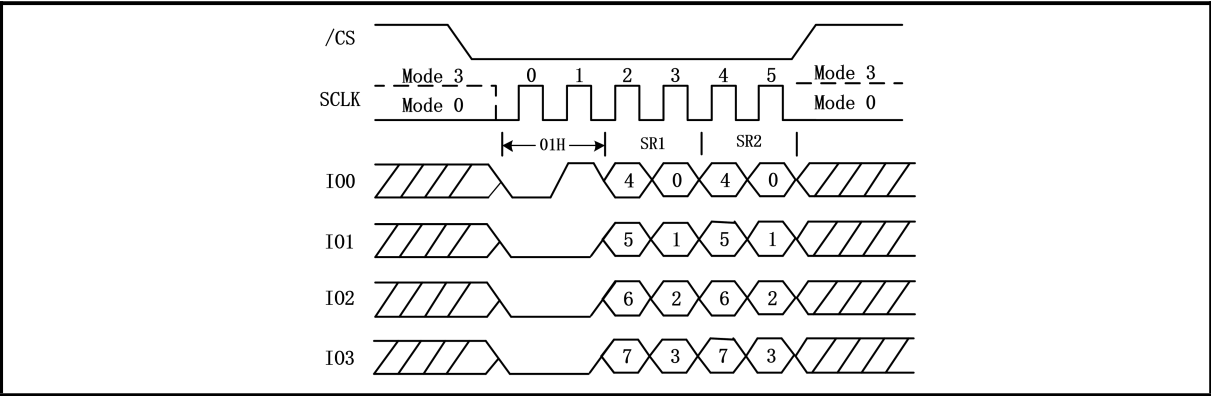 /CS
Mode 3 0 1 2 3 4 5 Mode 3
SCLK Mode 0 Mode 0
01H SR1 SR2
IO0 4 0 4 0
IO1 5 1 5 1
IO2 6 2 6 2
IO3 7 3 7 3